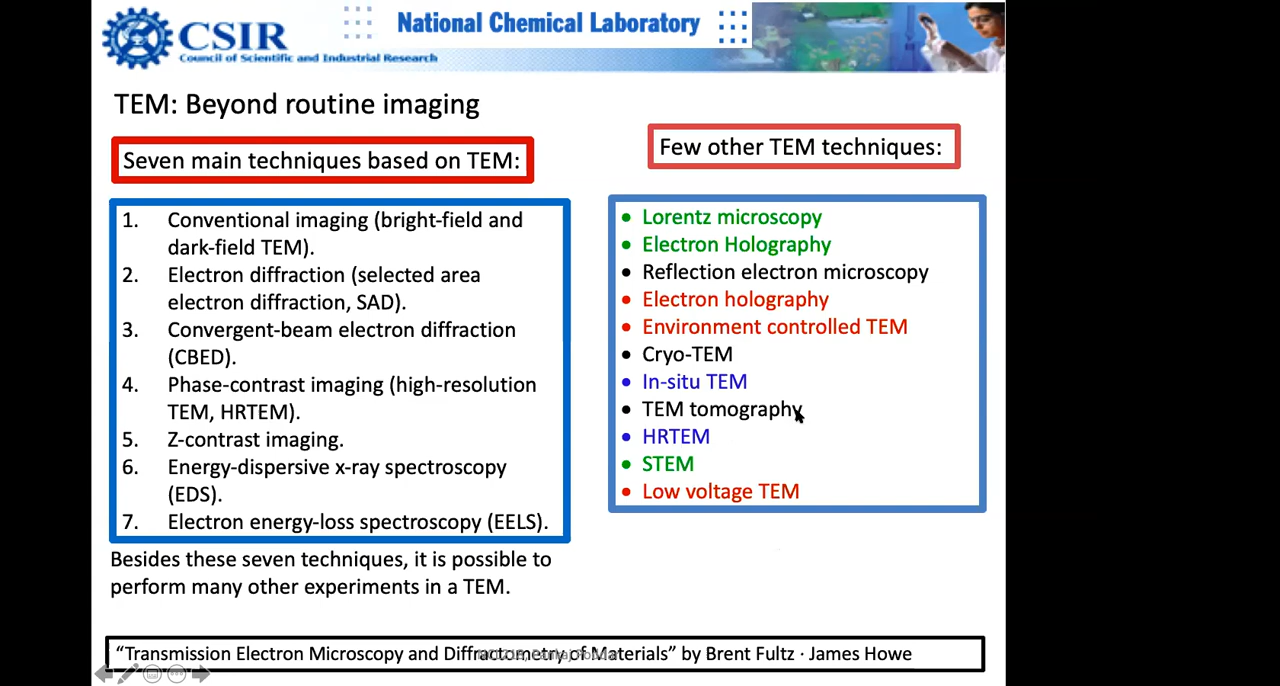 CSIR
Council of Scientific and Industrial Research
National Chemical Laboratory
TEM: Beyond routine imaging
Seven main techniques based on TEM:
1. Conventional imaging (bright-field and
dark-field TEM).
2. Electron diffraction (selected area
electron diffraction, SAD).
3. Convergent-beam electron diffraction
(CBED).
4. Phase-contrast imaging (high-resolution
TEM, HRTEM).
5. Z-contrast imaging.
6. Energy-dispersive x-ray spectroscopy
(EDS).
7. Electron energy-loss spectroscopy (EELS).
Besides these seven techniques, it is possible to
perform many other experiments in a TEM.
Few other TEM techniques:
• Lorentz microscopy
• Electron Holography
• Reflection electron microscopy
• Electron holography
• Environment controlled TEM
• Cryo-TEM
• In-situ TEM
• TEM tomography
• HRTEM
• STEM
• Low voltage TEM
“Transmission Electron Microscopy and Diffractometry of Materials” by Brent Fultz · James Howe